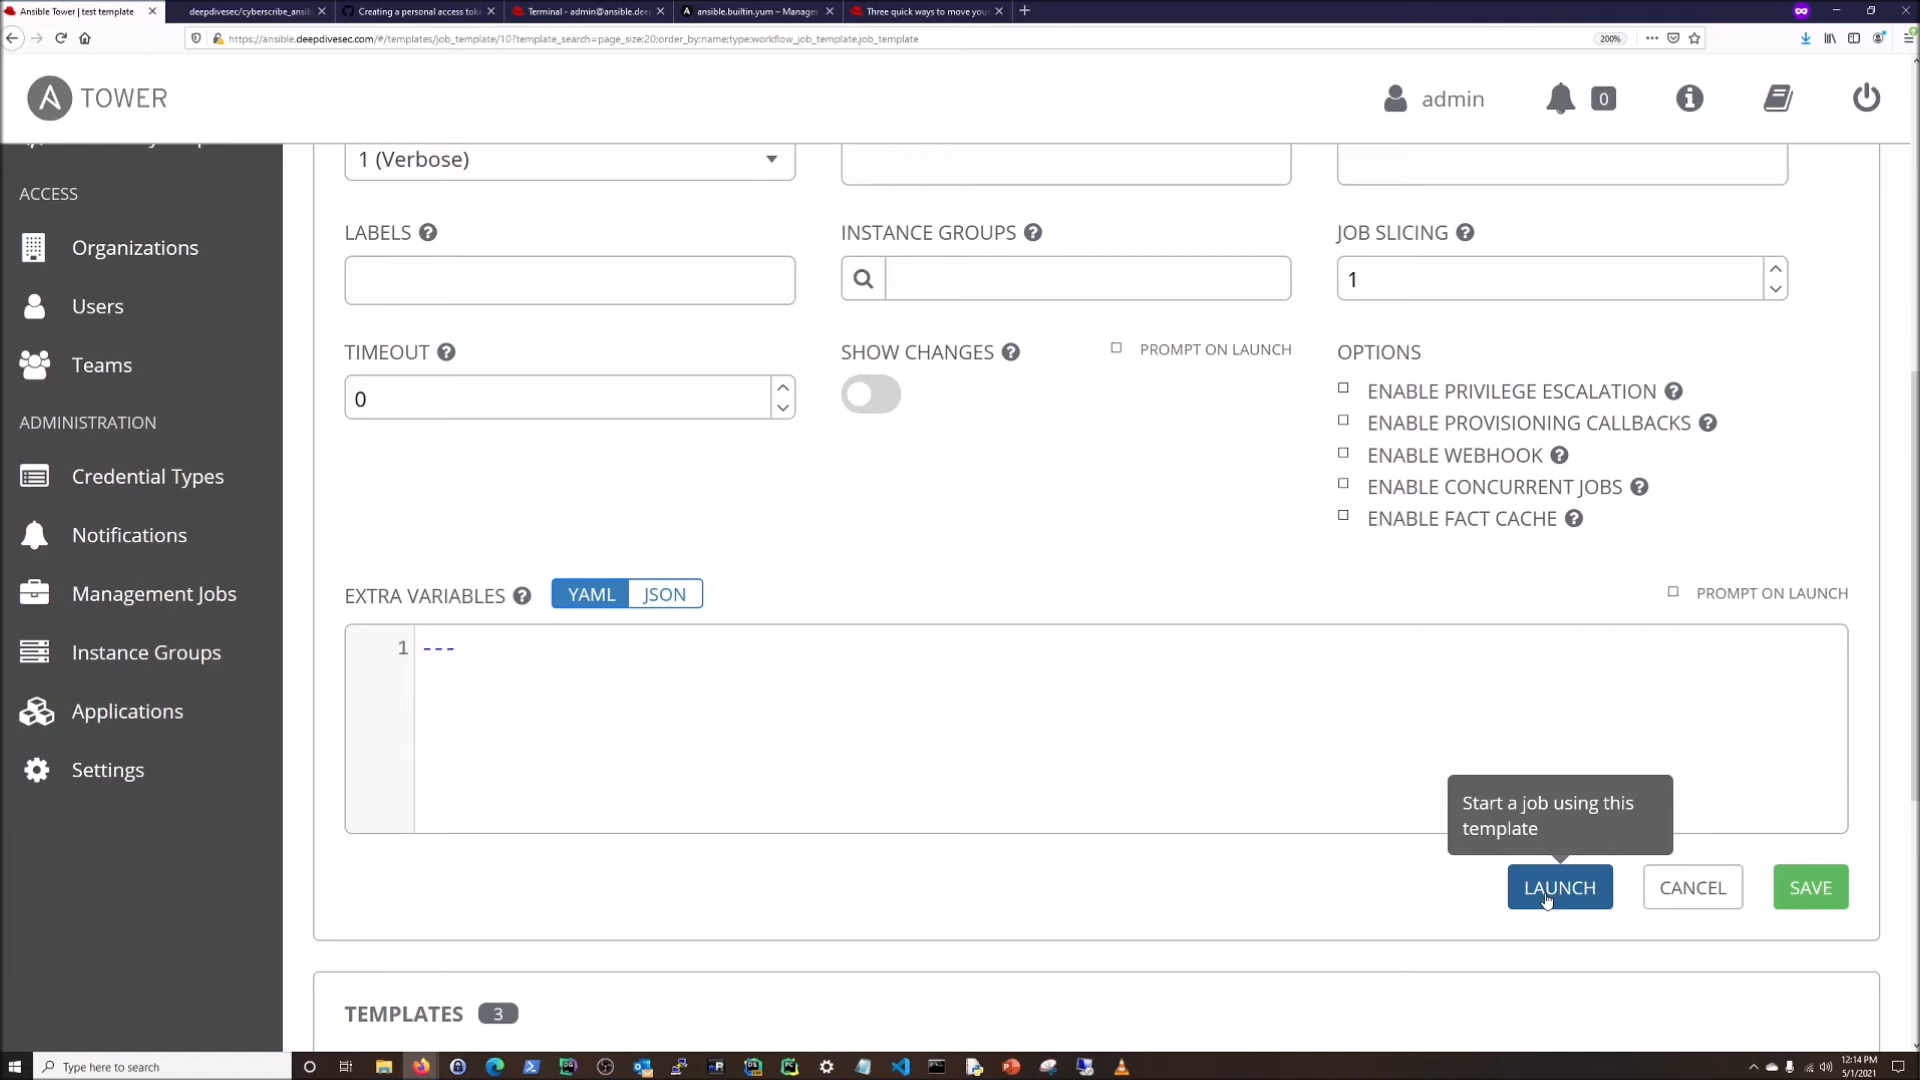 Ansible Tower | test template
deepdivesec/cyberscribe_ansib
Creating a personal access tok
Terminal - admin@ansible.dee
ansible.builtin.yum – Manages
Three quick ways to move you
https://ansible.deepdivesec.com/#/templates/job_template/10?template_search=page_size:20;order_by:name;type:workflow_job_template,job_template
200%
A TOWER
admin
0
ACCESS
Organizations
Users
Teams
ADMINISTRATION
Credential Types
Notifications
Management Jobs
Instance Groups
Applications
Settings
1 (Verbose)
LABELS ?
INSTANCE GROUPS ?
JOB SLICING ?
1
TIMEOUT ?
0
SHOW CHANGES ?
PROMPT ON LAUNCH
OPTIONS
ENABLE PRIVILEGE ESCALATION ?
ENABLE PROVISIONING CALLBACKS ?
ENABLE WEBHOOK ?
ENABLE CONCURRENT JOBS ?
ENABLE FACT CACHE ?
EXTRA VARIABLES ?
YAML JSON
PROMPT ON LAUNCH
1 ---
Start a job using this
template
LAUNCH
CANCEL
SAVE
TEMPLATES 3
Type here to search
12:14 PM
5/1/2021